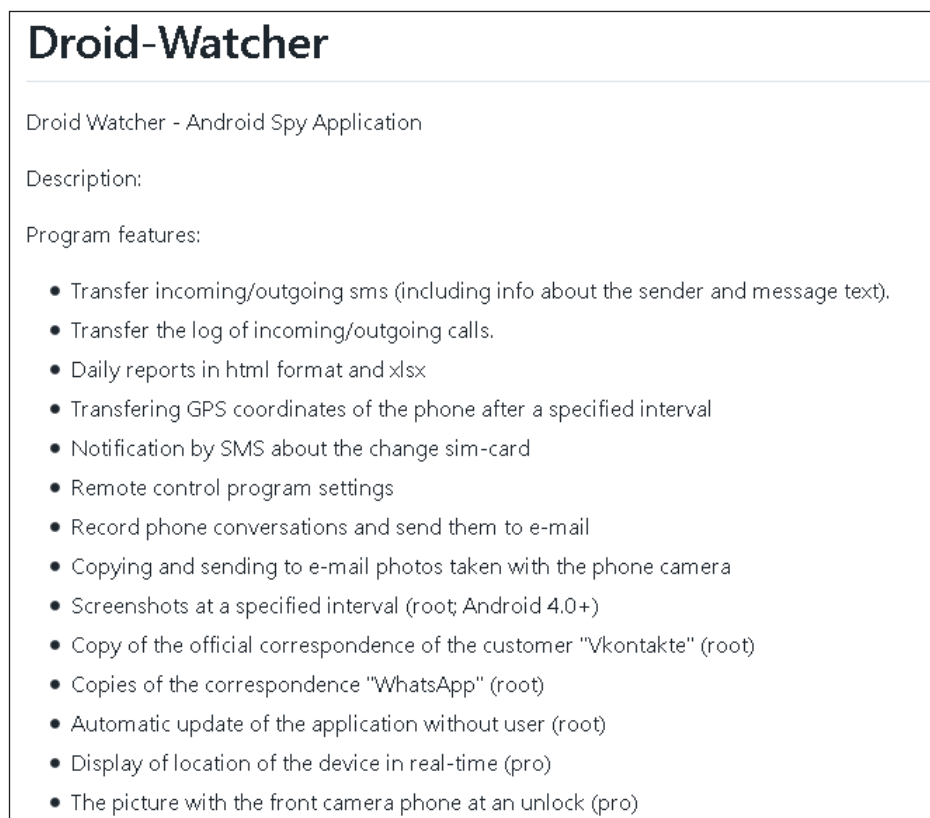 Droid-Watcher
Droid Watcher - Android Spy Application
Description:
Program features:
• Transfer incoming/outgoing sms (including info about the sender and message text).
• Transfer the log of incoming/outgoing calls.
• Daily reports in html format and xlsx
• Transfering GPS coordinates of the phone after a specified interval
• Notification by SMS about the change sim-card
• Remote control program settings
• Record phone conversations and send them to e-mail
• Copying and sending to e-mail photos taken with the phone camera
• Screenshots at a specified interval (root; Android 4.0+)
• Copy of the official correspondence of the customer "Vkontakte" (root)
• Copies of the correspondence "WhatsApp" (root)
• Automatic update of the application without user (root)
• Display of location of the device in real-time (pro)
• The picture with the front camera phone at an unlock (pro)